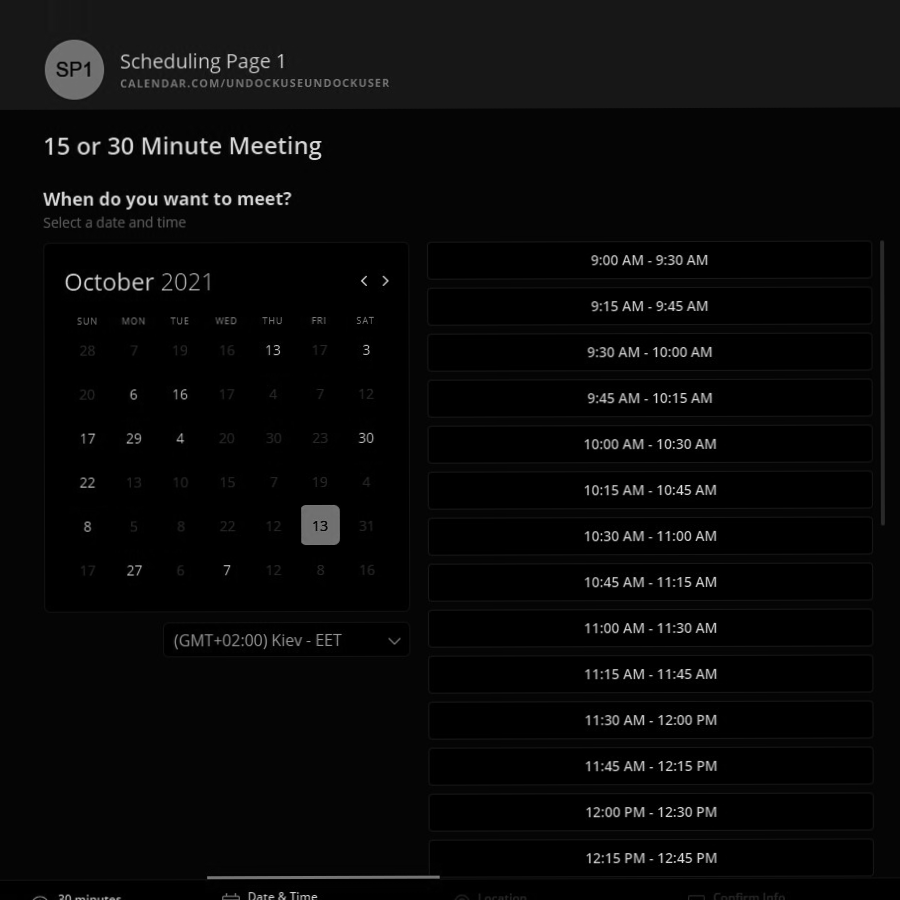 SP1
Scheduling Page 1
CALENDAR.COM/UNDOCKUSEUNDOCKUSER
15 or 30 Minute Meeting
When do you want to meet?
Select a date and time
October 2021
SUN MON TUE WED THU FRI SAT
28 7 19 16 13 17 3
20 6 16 17 4 7 12
17 29 4 20 30 23 30
22 13 10 15 7 19 4
8 5 8 22 12 13 31
17 27 6 7 12 8 16
(GMT+02:00) Kiev - EET
9:00 AM - 9:30 AM
9:15 AM - 9:45 AM
9:30 AM - 10:00 AM
9:45 AM - 10:15 AM
10:00 AM - 10:30 AM
10:15 AM - 10:45 AM
10:30 AM - 11:00 AM
10:45 AM - 11:15 AM
11:00 AM - 11:30 AM
11:15 AM - 11:45 AM
11:30 AM - 12:00 PM
11:45 AM - 12:15 PM
12:00 PM - 12:30 PM
12:15 PM - 12:45 PM
30 minutes
Date & Time
Location
Confirm Info